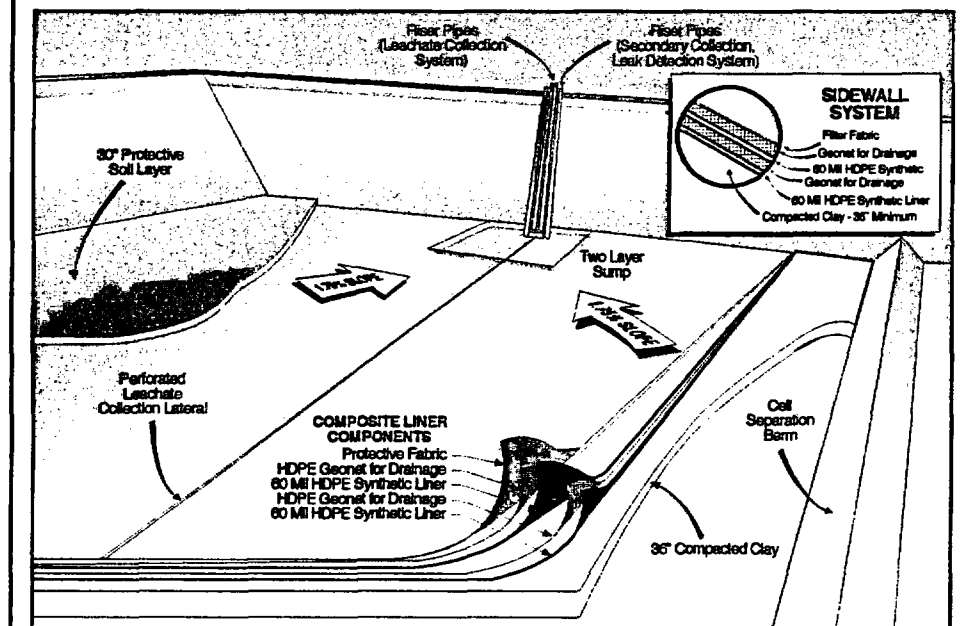 Riser Pipes
(Leachate Collection
System)
Riser Pipes
(Secondary Collection,
Leak Detection System)
SIDEWALL
SYSTEM
Filter Fabric
Geonet for Drainage
60 Mil HDPE Synthetic
Geonet for Drainage
60 Mil HDPE Synthetic Liner
Compacted Clay - 36" Minimum
30" Protective
Soil Layer
Two Layer
Sump
SLOPE
SLOPE
Perforated
Leachate
Collection Lateral
COMPOSITE LINER
COMPONENTS
Protective Fabric
HDPE Geonet for Drainage
60 Mil HDPE Synthetic Liner
HDPE Geonet for Drainage
60 Mil HDPE Synthetic Liner
Cell
Separation
Berm
36" Compacted Clay